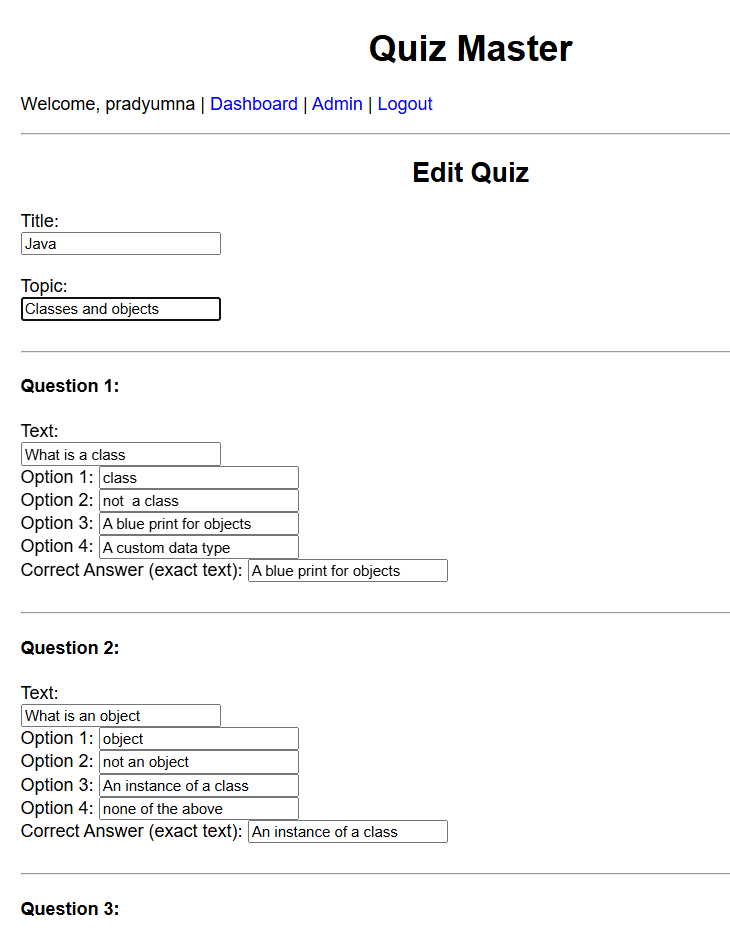 Quiz Master
Welcome, pradyumna | Dashboard | Admin | Logout
Edit Quiz
Title:
Java
Topic:
Classes and objects
Question 1:
Text:
What is a class
Option 1: class
Option 2: not  a class
Option 3: A blue print for objects
Option 4: A custom data type
Correct Answer (exact text): A blue print for objects
Question 2:
Text:
What is an object
Option 1: object
Option 2: not an object
Option 3: An instance of a class
Option 4: none of the above
Correct Answer (exact text): An instance of a class
Question 3: